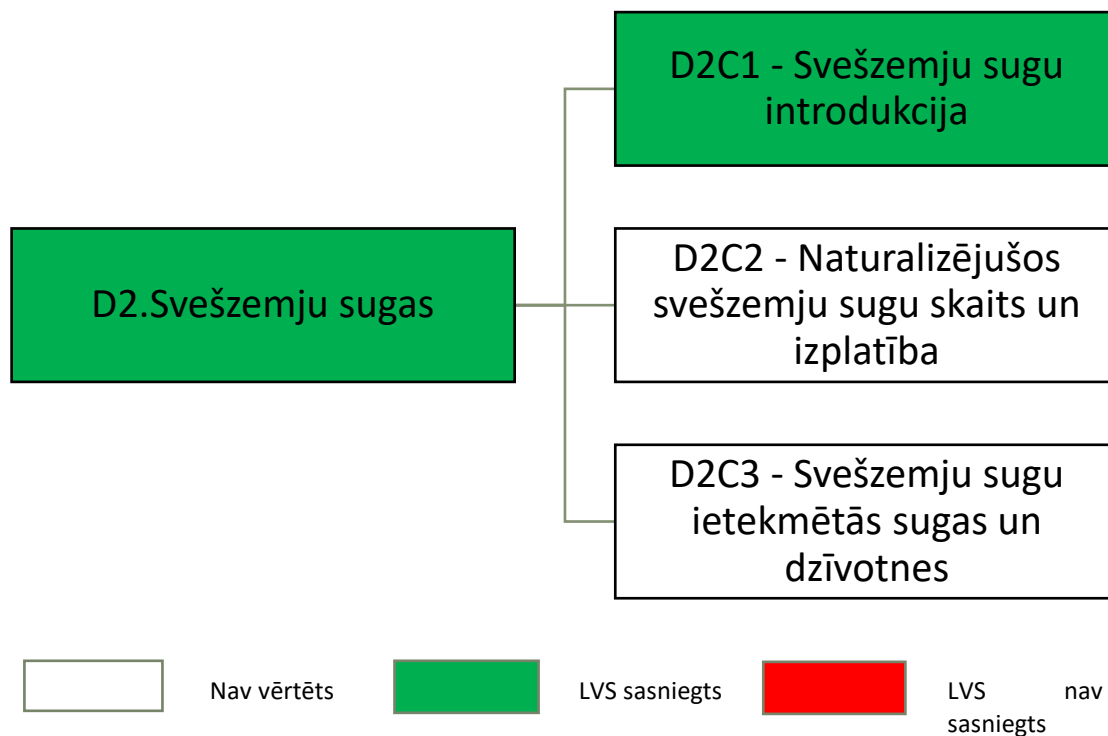 D2C1 - Svešzemju sugu
introdukcija
D2.Svešzemju sugas
D2C2 - Naturalizējušos
svešzemju sugu skaits un
izplatība
D2C3 - Svešzemju sugu
ietekmētās sugas un
dzīvotnes
Nav vērtēts
LVS sasniegts
LVS nav
sasniegts